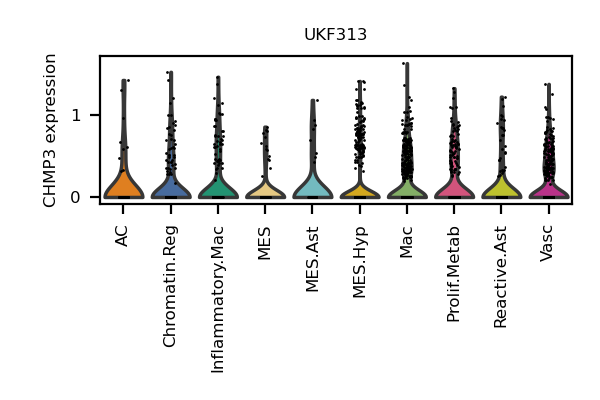 UKF313
CHMP3 expression
1
0
AC
Chromatin.Reg
Inflammatory.Mac
MES
MES.Ast
MES.Hyp
Mac
Prolif.Metab
Reactive.Ast
Vasc